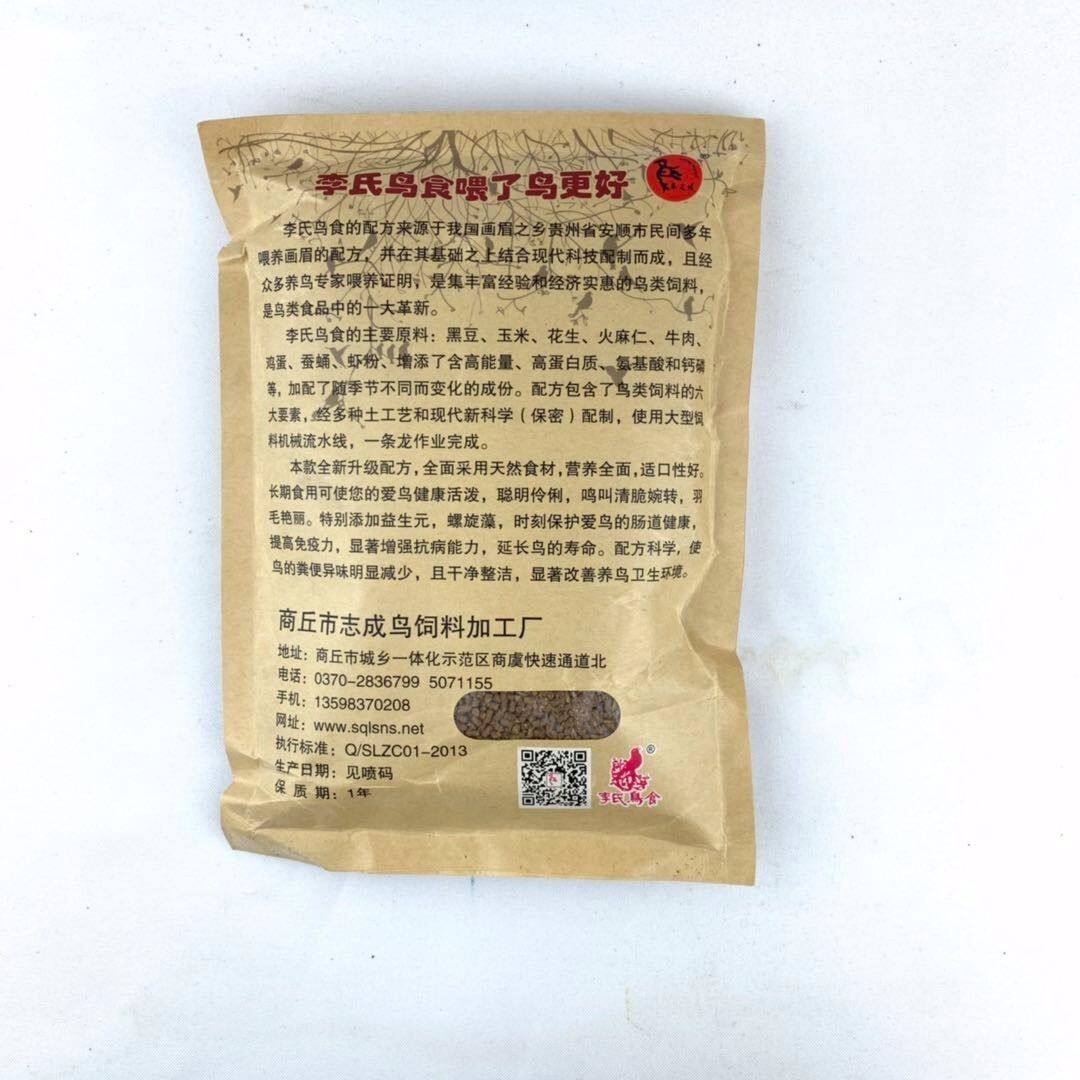 李氏鸟食喂了鸟更好
李氏鸟食的配方来源于我国画眉之乡贵州省安顺市民间多年
喂养画眉的配方，并在其基础之上结合现代科技配制而成，且经
众多养鸟专家喂养证明，是集丰富经验和经济实惠的鸟类饲料，
是鸟类食品中的一大革新。
李氏鸟食的主要原料：黑豆、玉米、花生、火麻仁、牛肉、
鸡蛋、蚕蛹、虾粉、增添了含高能量、高蛋白质、氨基酸和钙磷
等，加配了随季节不同而变化的成份。配方包含了鸟类饲料的六
大要素，经多种土工艺和现代新科学（保密）配制，使用大型饲
料机械流水线，一条龙作业完成。
本款全新升级配方，全面采用天然食材，营养全面，适口性好。
长期食用可使您的爱鸟健康活泼，聪明伶俐，鸣叫清脆婉转，羽
毛艳丽。特别添加益生元，螺旋藻，时刻保护爱鸟的肠道健康，
提高免疫力，显著增强抗病能力，延长鸟的寿命。配方科学，使
鸟的粪便异味明显减少，且干净整洁，显著改善养鸟卫生环境。
商丘市志成鸟饲料加工厂
地址：商丘市城乡一体化示范区商虞快速通道北
电话：0370-2836799 5071155
手机：13598370208
网址：www.sqlsns.net
执行标准：Q/SLZC01-2013
生产日期：见喷码
保 质 期：1年
®
李氏鳥食